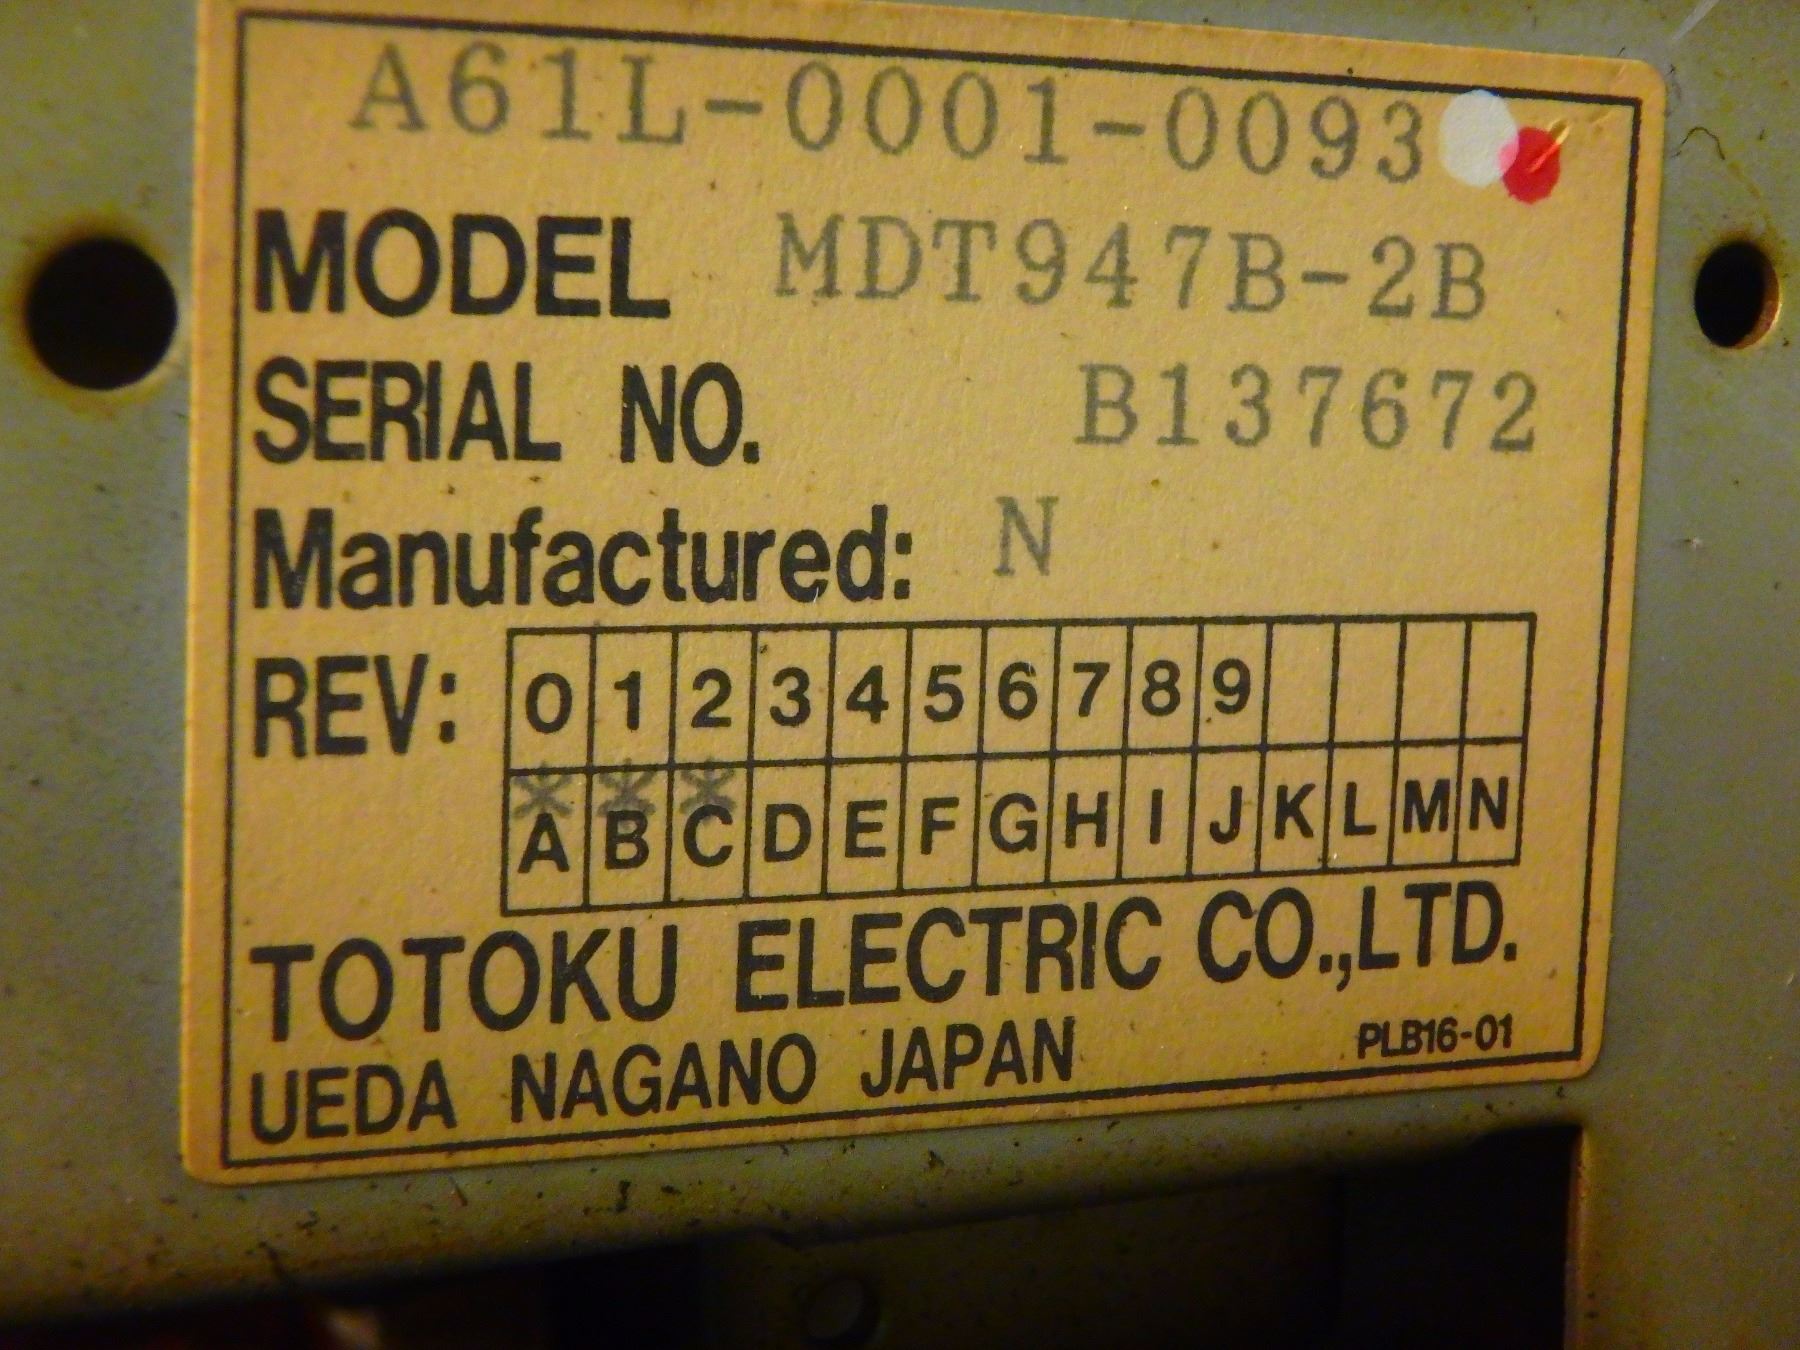 A61L-0001-0093
MODEL MDT947B-2B
SERIAL NO. B137672
Manufactured: N
REV: 0 1 2 3 4 5 6 7 8 9
* * *
A B C D E F G H I J K L M N
TOTOKU ELECTRIC CO.,LTD.
UEDA NAGANO JAPAN PLB16-01